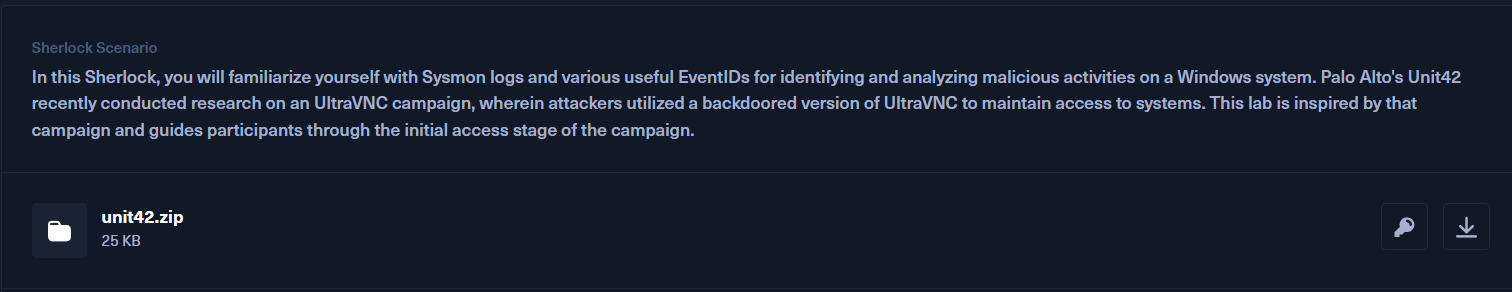 Sherlock Scenario
In this Sherlock, you will familiarize yourself with Sysmon logs and various useful EventIDs for identifying and analyzing malicious activities on a Windows system. Palo Alto's Unit42
recently conducted research on an UltraVNC campaign, wherein attackers utilized a backdoored version of UltraVNC to maintain access to systems. This lab is inspired by that
campaign and guides participants through the initial access stage of the campaign.
unit42.zip
25 KB